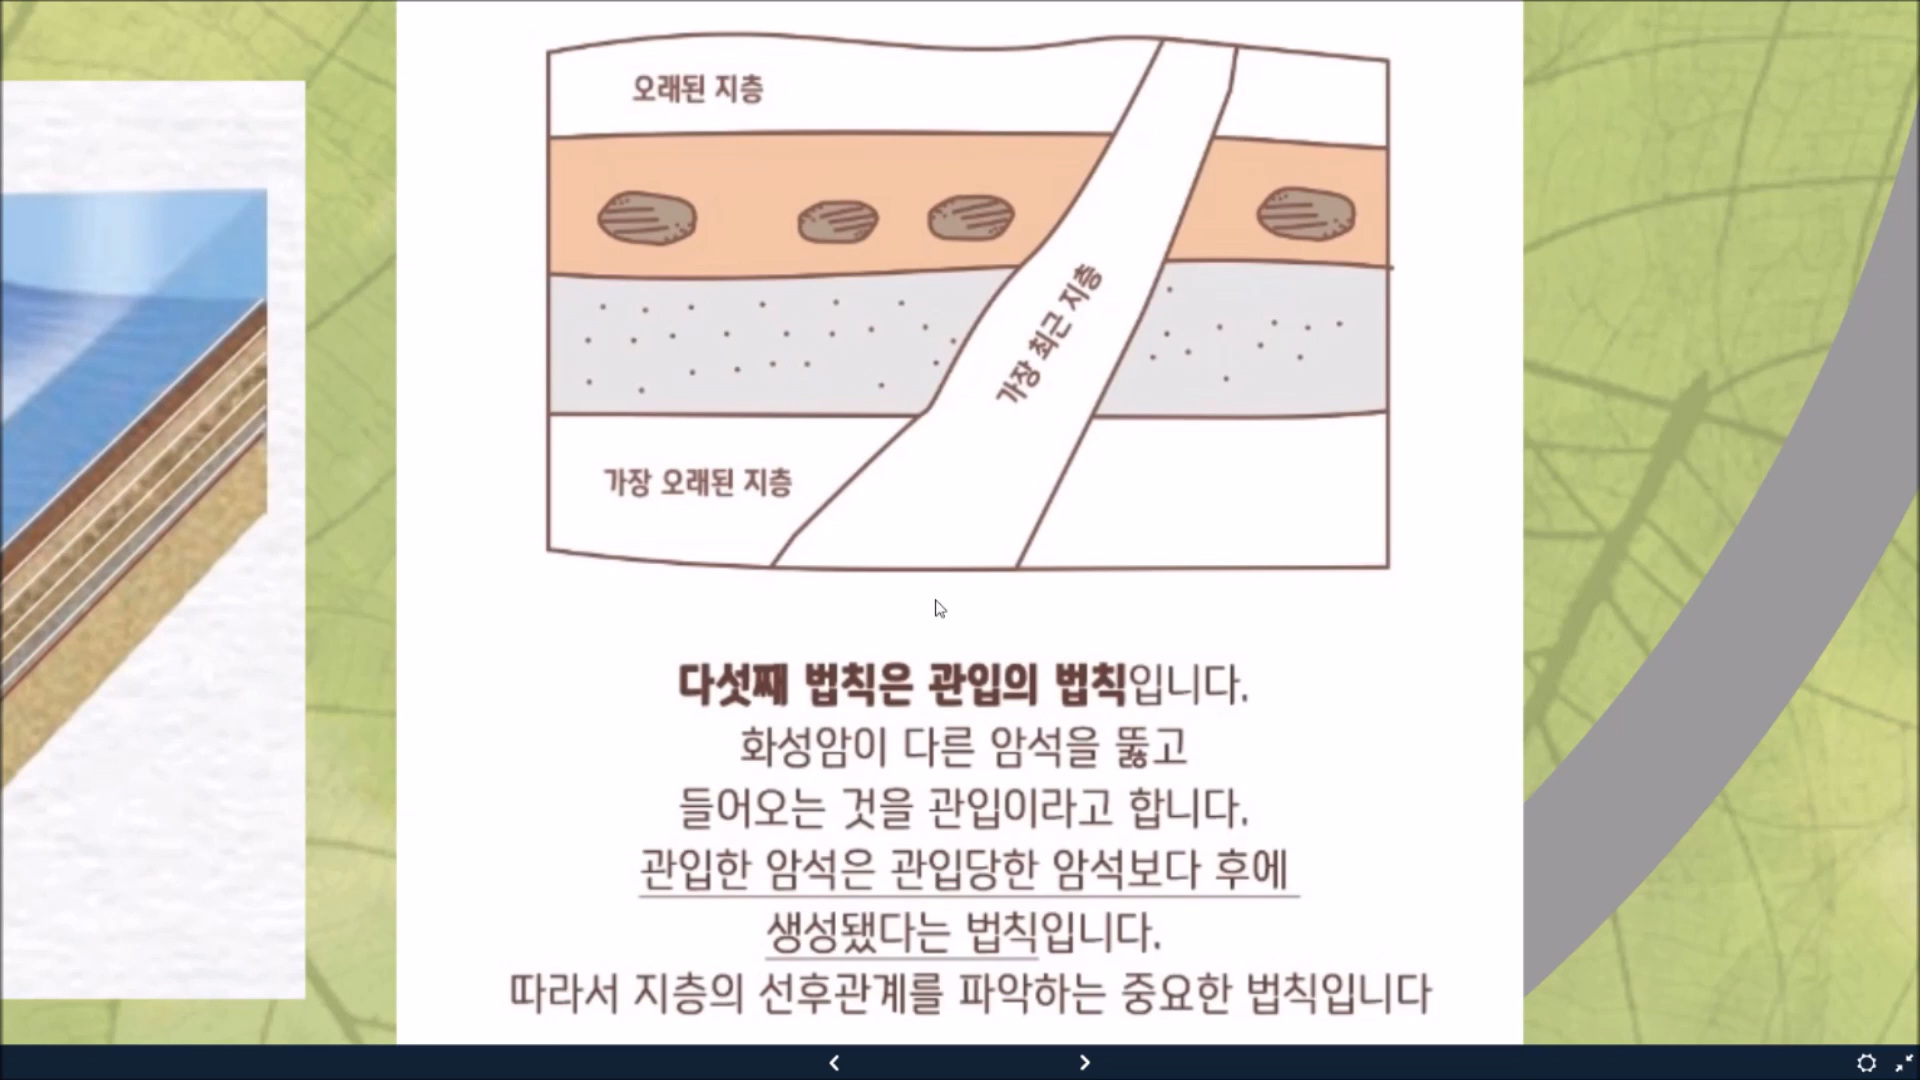 오래된 지층
가장 최근 지층
가장 오래된 지층
다섯째 법칙은 관입의 법칙입니다.
화성암이 다른 암석을 뚫고
들어오는 것을 관입이라고 합니다.
관입한 암석은 관입당한 암석보다 후에
생성됐다는 법칙입니다.
따라서 지층의 선후관계를 파악하는 중요한 법칙입니다